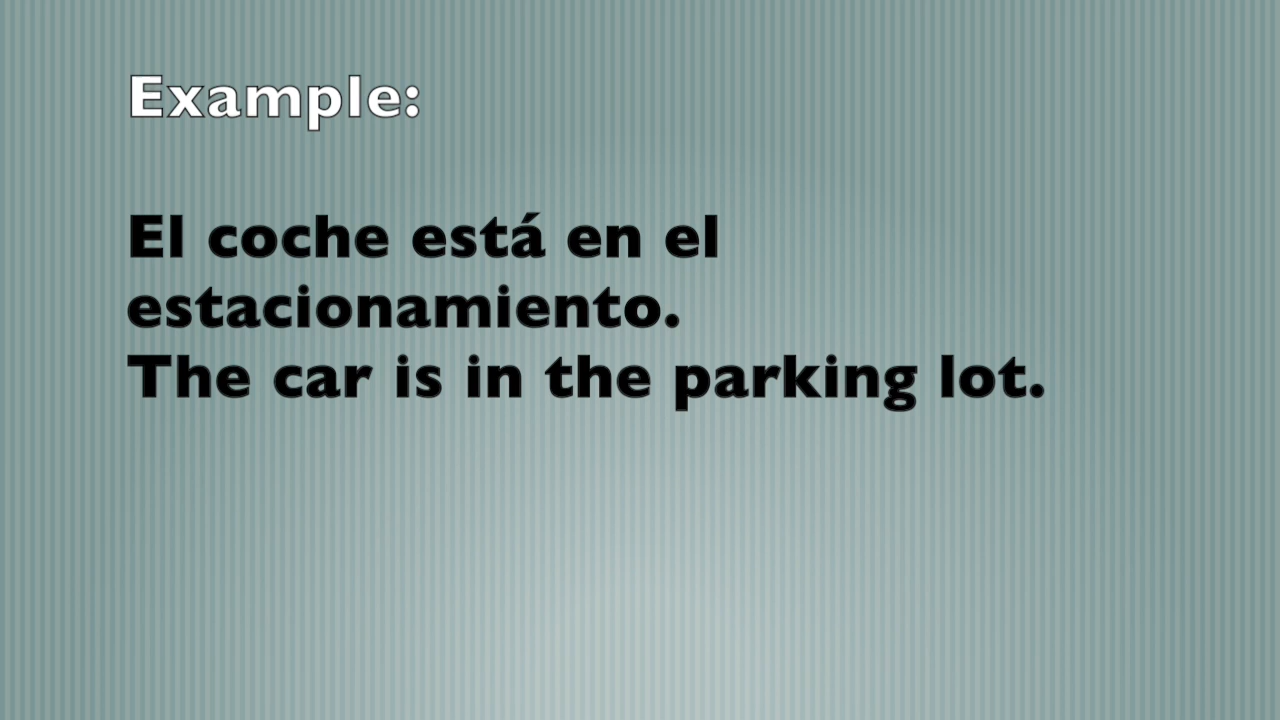 Example:
El coche está en el
estacionamiento.
The car is in the parking lot.